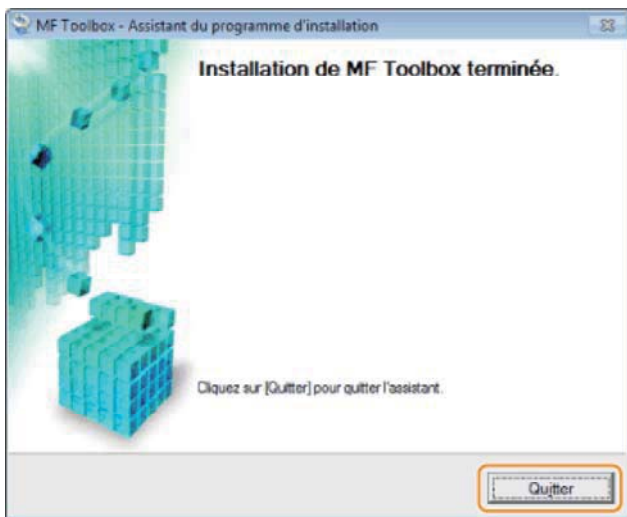 MF Toolbox - Assistant du programme d'installation
Installation de MF Toolbox terminée.
Cliquez sur [Quitter] pour quitter l'assistant.
Quitter